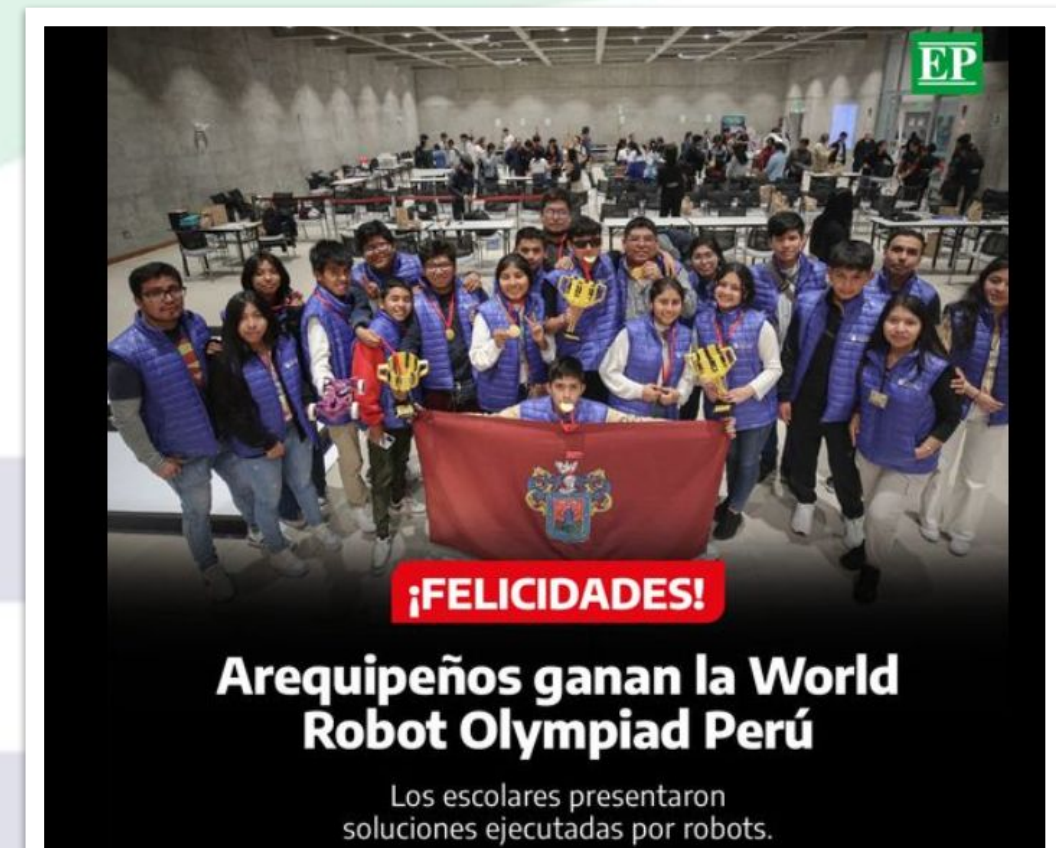 EP
¡FELICIDADES!
Arequipeños ganan la World
Robot Olympiad Perú
Los escolares presentaron
soluciones ejecutadas por robots.